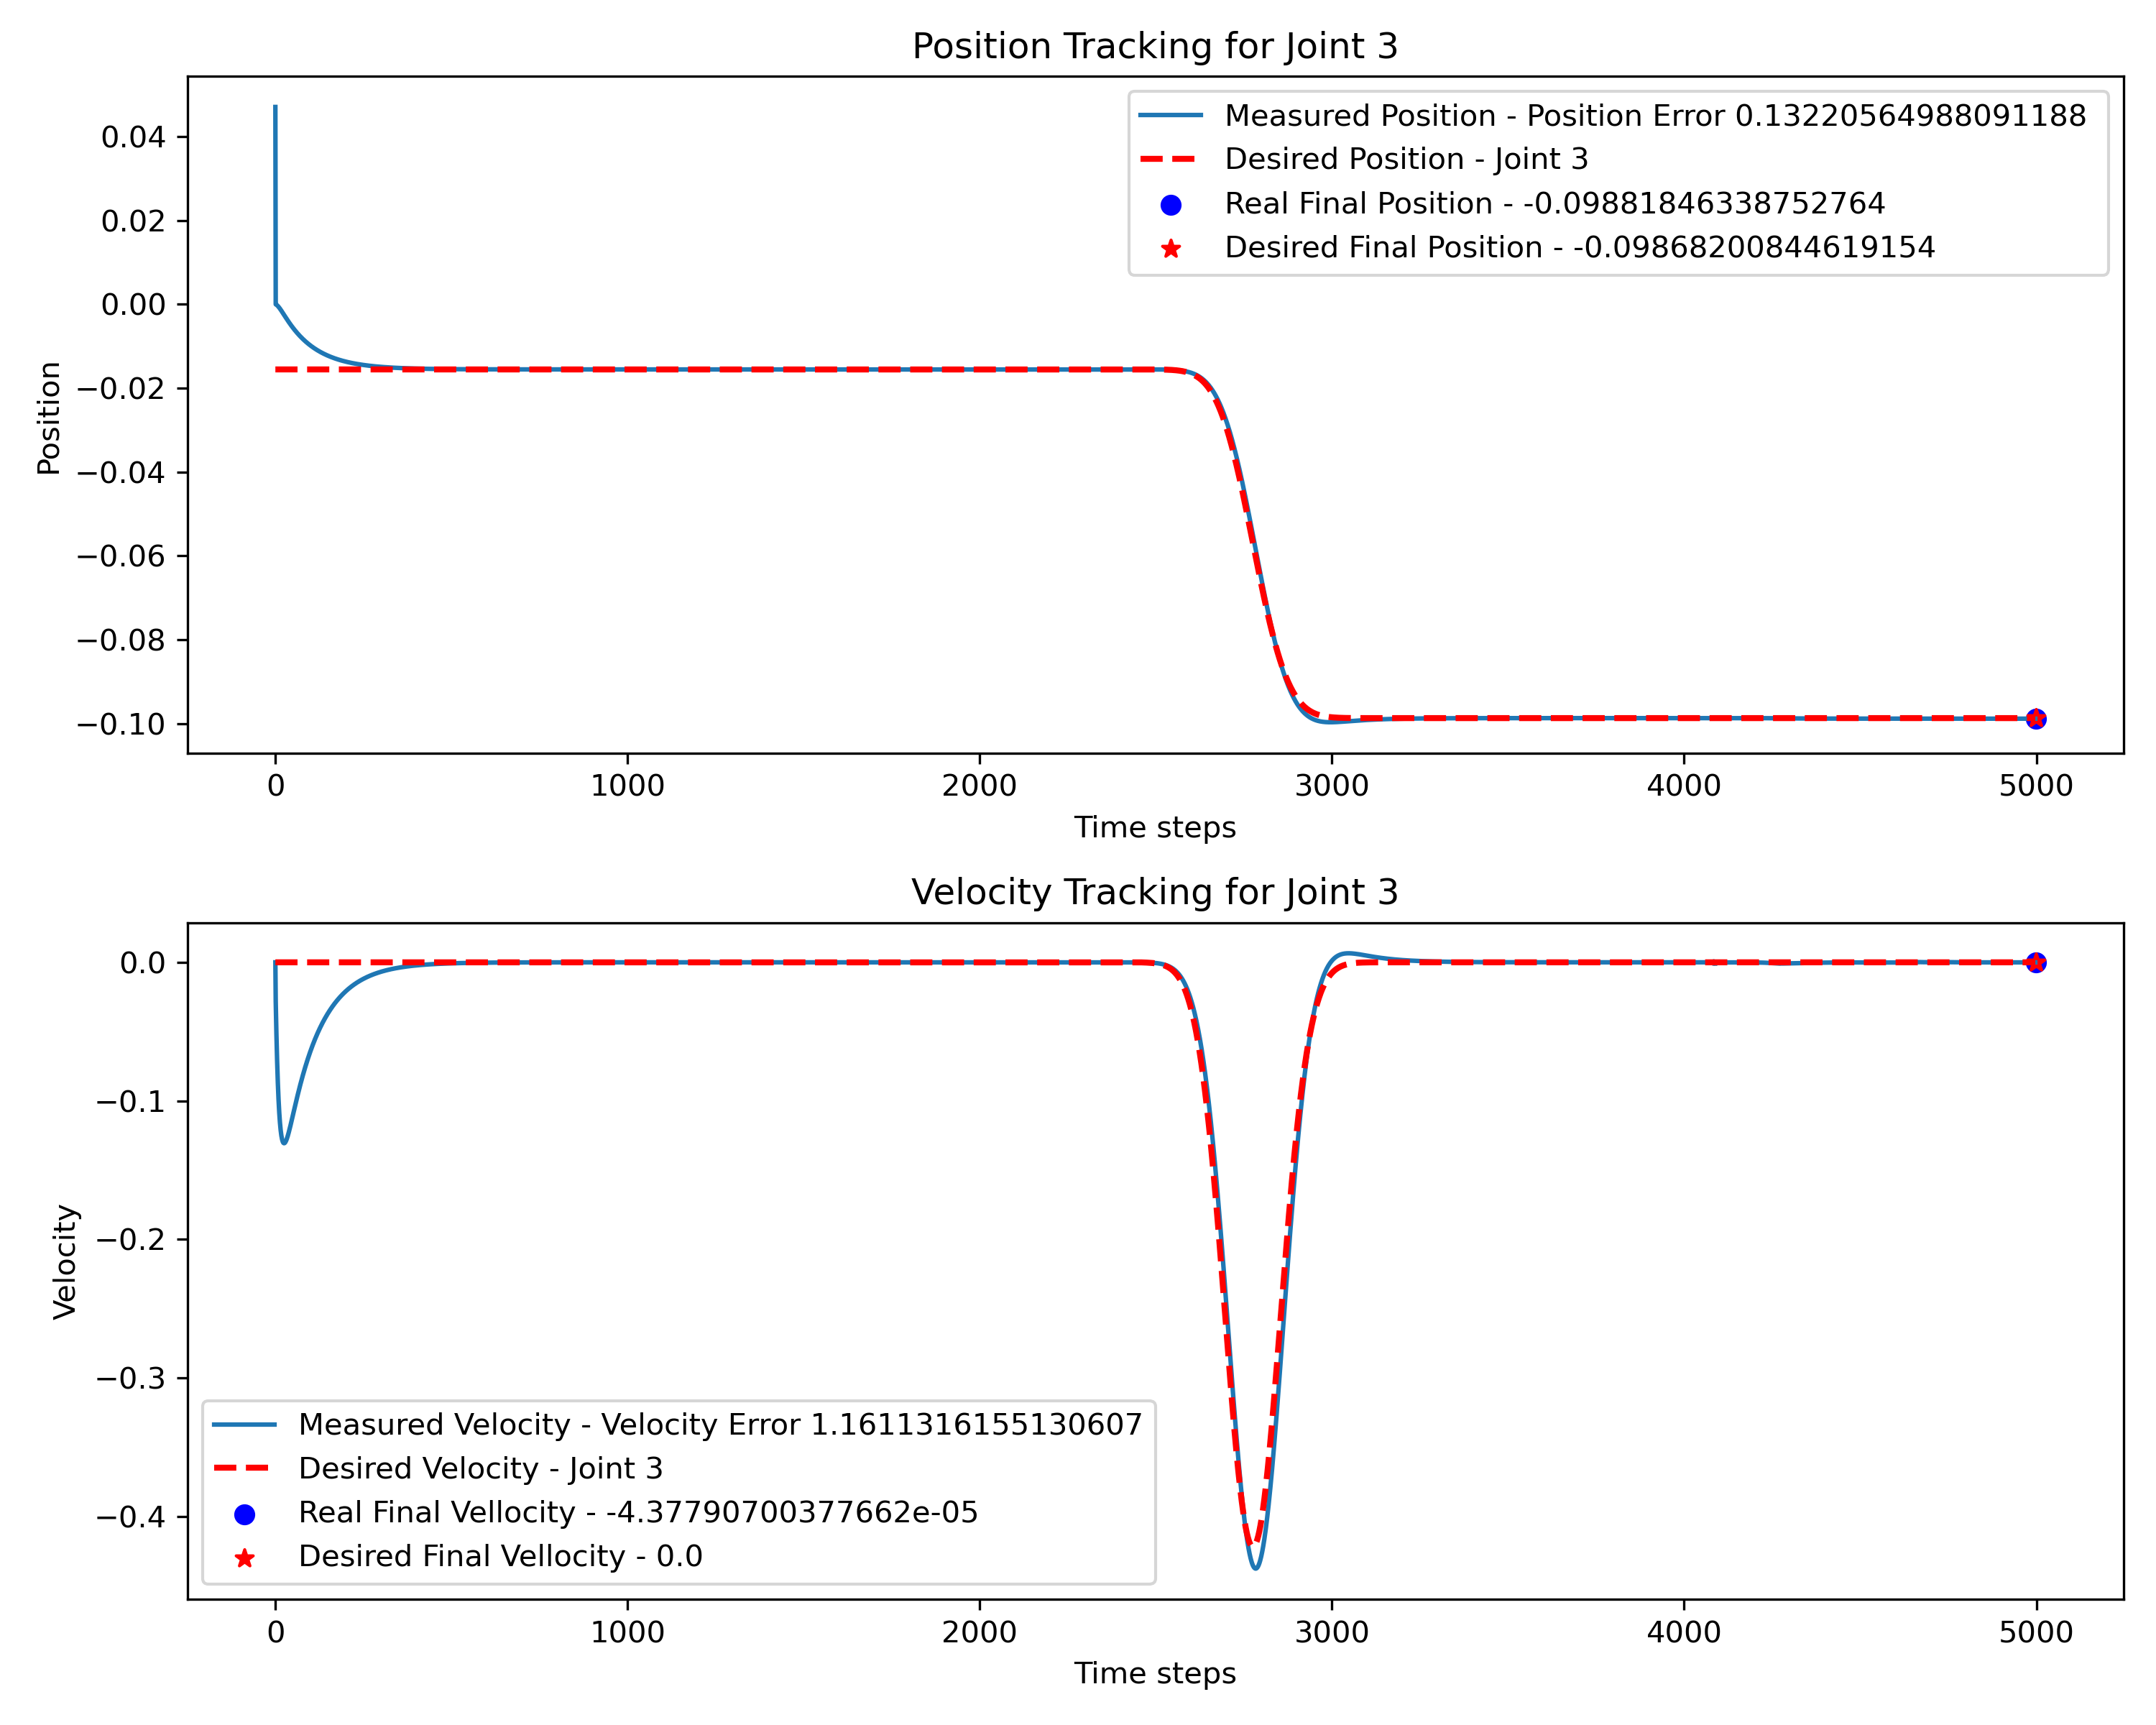 Position Tracking for Joint 3
Measured Position - Position Error 0.13220564988091188
Desired Position - Joint 3
Real Final Position - -0.09881846338752764
Desired Final Position - -0.09868200844619154
0.04
0.02
0.00
−0.02
−0.04
−0.06
−0.08
−0.10
Position
0 1000 2000 3000 4000 5000
Time steps
Velocity Tracking for Joint 3
0.0
−0.1
−0.2
−0.3
−0.4
Velocity
Measured Velocity - Velocity Error 1.1611316155130607
Desired Velocity - Joint 3
Real Final Vellocity - -4.37790700377662e-05
Desired Final Vellocity - 0.0
0 1000 2000 3000 4000 5000
Time steps